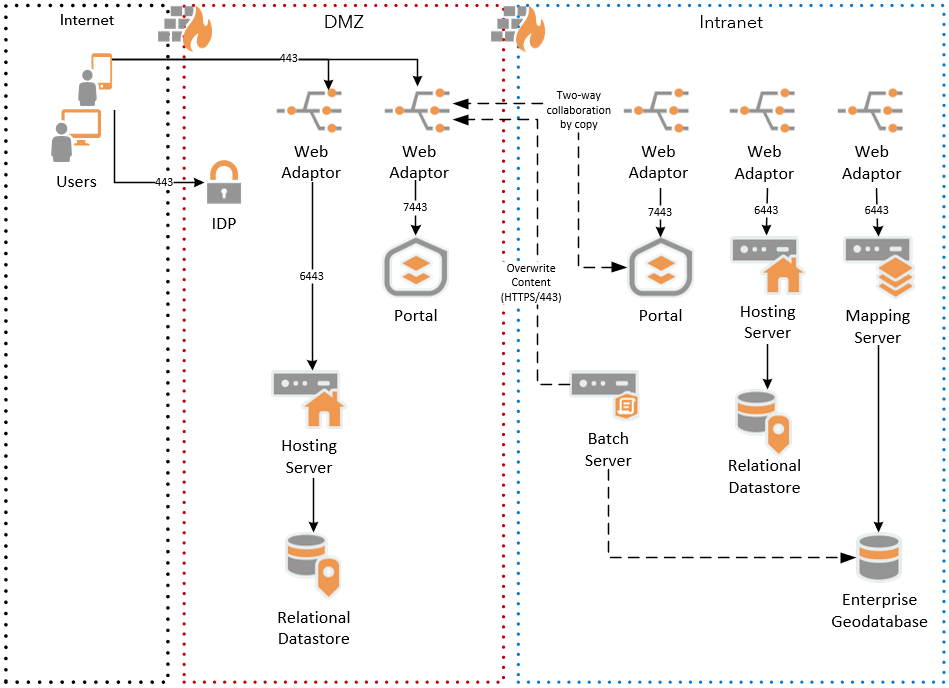 Internet
DMZ
Intranet
443
Users
443
IDP
Web
Adaptor
Web
Adaptor
7443
6443
Portal
Hosting
Server
Relational
Datastore
Two-way
collaboration
by copy
Overwrite
Content
(HTTPS/443)
Web
Adaptor
Web
Adaptor
Web
Adaptor
7443
6443
6443
Portal
Hosting
Server
Mapping
Server
Batch
Server
Relational
Datastore
Enterprise
Geodatabase